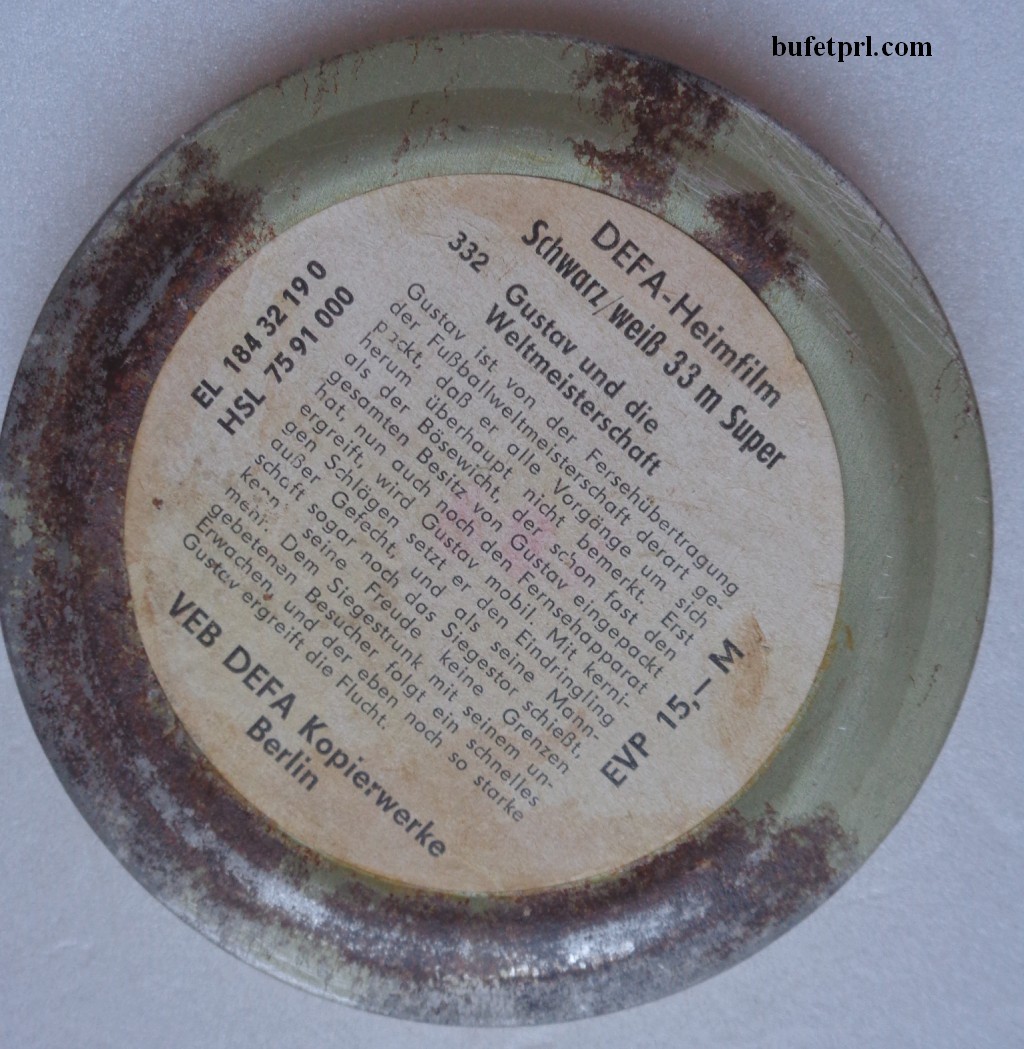 bufetprl.com
DEFA-Heimfilm
Schwarz/weiß 33 m Super
332 Gustav und die
Weltmeisterschaft
Gustav ist von der Fersehübertragung
der Fußballweltmeisterschaft derart ge-
packt, daß er alle Vorgänge um sich
herum überhaupt nicht bemerkt. Erst
als der Bösewicht, der schon fast den
gesamten Besitz von Gustav eingepackt
hat, nun auch noch den Fernsehapparat
ergreift, wird Gustav mobil. Mit kerni-
gen Schlägen setzt er den Eindringling
außer Gefecht, und als seine Mann-
schaft sogar noch das Siegestor schießt,
kennt seine Freude keine Grenzen
mehr. Dem Siegestrunk mit seinem un-
gebetenen Besucher folgt ein schnelles
Erwachen, und der eben noch so starke
Gustav ergreift die Flucht.
EL 184 32 19 0
HSL 75 91 000
EVP 15,– M
VEB DEFA Kopierwerke
Berlin